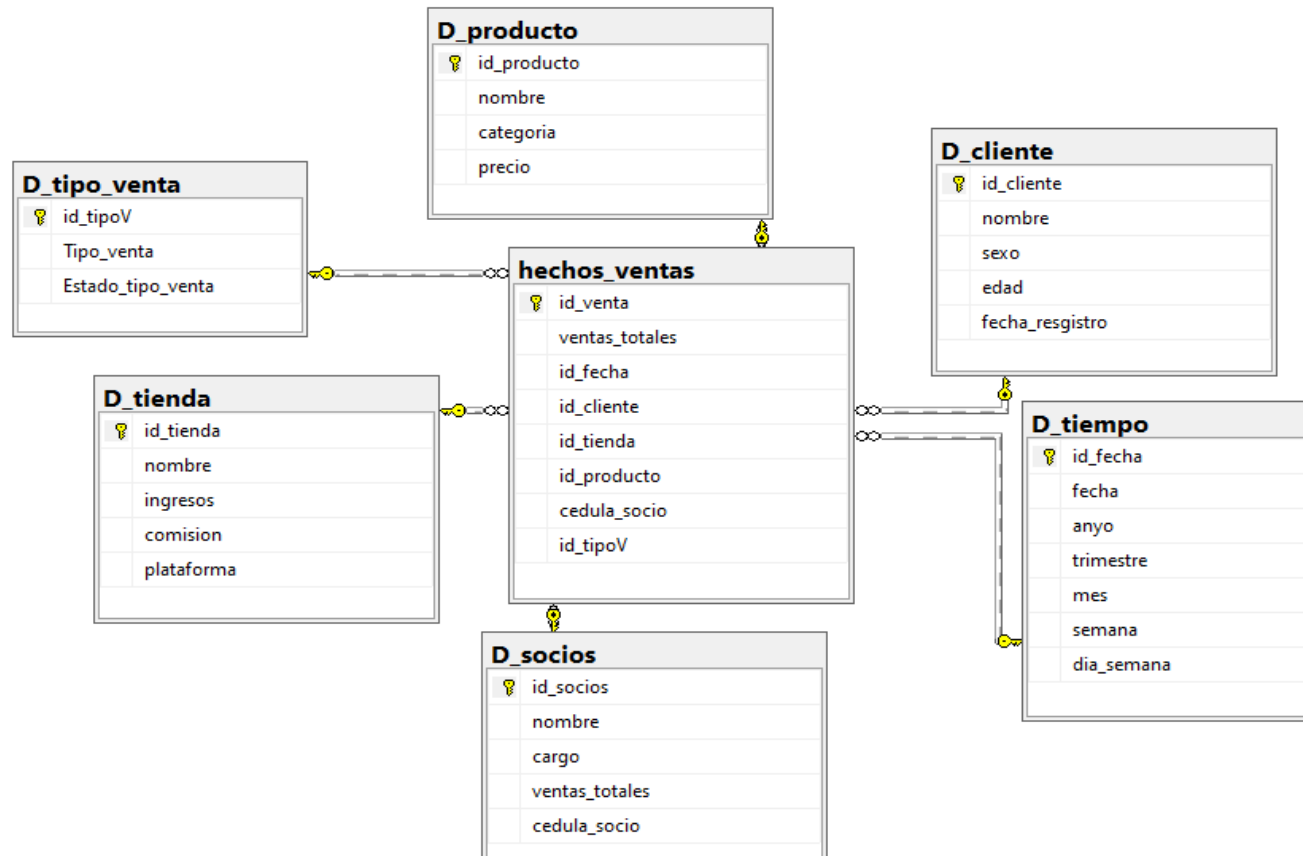 D_producto
id_producto
nombre
categoria
precio
D_tipo_venta
id_tipoV
Tipo_venta
Estado_tipo_venta
D_cliente
id_cliente
nombre
sexo
edad
fecha_resgistro
hechos_ventas
id_venta
ventas_totales
id_fecha
id_cliente
id_tienda
id_producto
cedula_socio
id_tipoV
D_tienda
id_tienda
nombre
ingresos
comision
plataforma
D_tiempo
id_fecha
fecha
anyo
trimestre
mes
semana
dia_semana
D_socios
id_socios
nombre
cargo
ventas_totales
cedula_socio